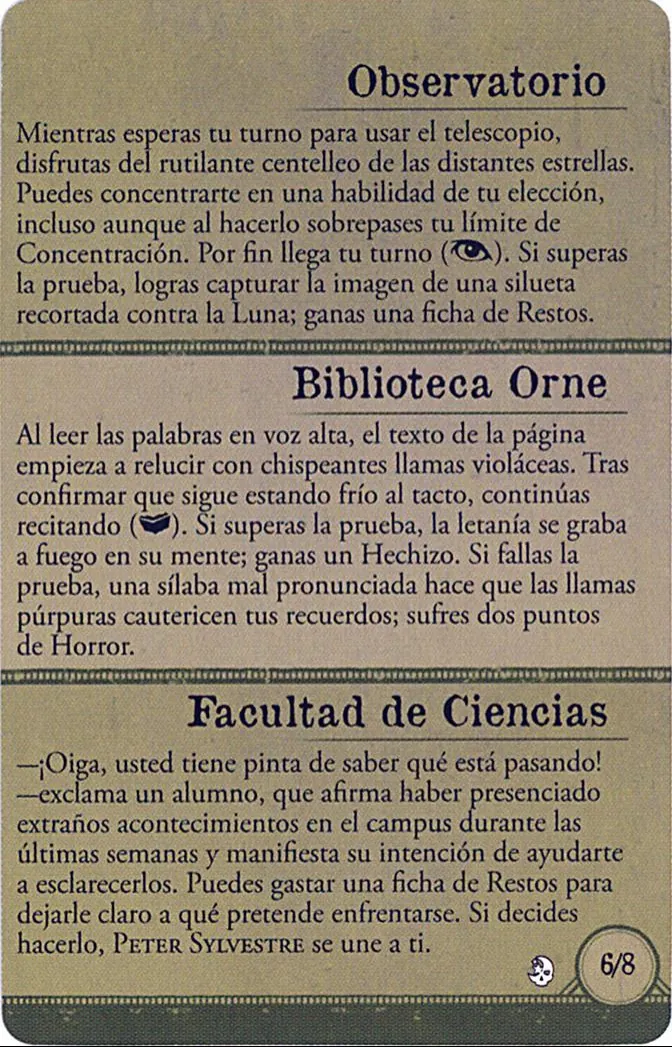 Observatorio
Mientras esperas tu turno para usar el telescopio,
disfrutas del rutilante centelleo de las distantes estrellas.
Puedes concentrarte en una habilidad de tu elección,
incluso aunque al hacerlo sobrepases tu límite de
Concentración. Por fin llega tu turno (). Si superas
la prueba, logras capturar la imagen de una silueta
recortada contra la Luna; ganas una ficha de Restos.
Biblioteca Orne
Al leer las palabras en voz alta, el texto de la página
empieza a relucir con chispeantes llamas violáceas. Tras
confirmar que sigue estando frío al tacto, continúas
recitando (). Si superas la prueba, la letanía se graba
a fuego en su mente; ganas un Hechizo. Si fallas la
prueba, una sílaba mal pronunciada hace que las llamas
púrpuras cautericen tus recuerdos; sufres dos puntos
de Horror.
Facultad de Ciencias
—¡Oiga, usted tiene pinta de saber qué está pasando!
—exclama un alumno, que afirma haber presenciado
extraños acontecimientos en el campus durante las
últimas semanas y manifiesta su intención de ayudarte
a esclarecerlos. Puedes gastar una ficha de Restos para
dejarle claro a qué pretende enfrentarse. Si decides
hacerlo, PETER SYLVESTRE se une a ti.
6/8